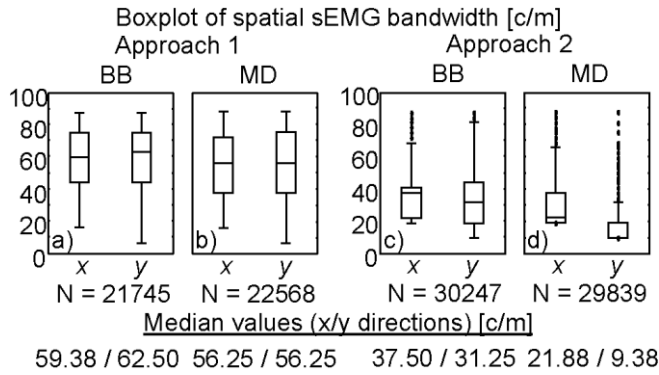 Boxplot of spatial sEMG bandwidth [c/m]
Approach 1 Approach 2
BB MD BB MD
100 100
80 80
60 60
40 40
20 20
0 0
a) b) c) d)
x y x y x y x y
N = 21745 N = 22568 N = 30247 N = 29839
Median values (x/y directions) [c/m]
59.38 / 62.50 56.25 / 56.25 37.50 / 31.25 21.88 / 9.38